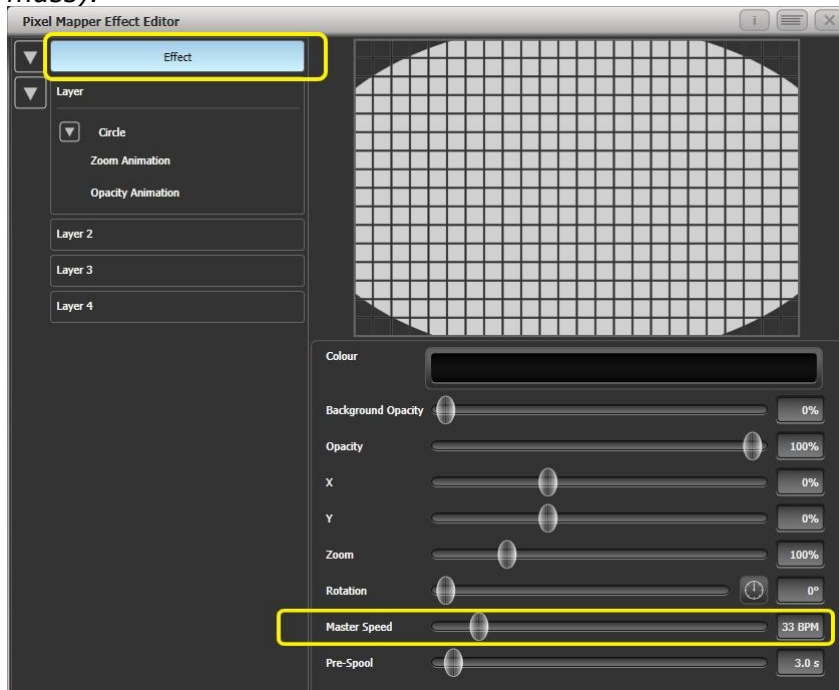 muss).
Pixel Mapper Effect Editor
i
X
Effect
Layer
Circle
Zoom Animation
Opacity Animation
Layer 2
Layer 3
Layer 4
Colour
Background Opacity 0%
Opacity 100%
X 0%
Y 0%
Zoom 100%
Rotation 0°
Master Speed 33 BPM
Pre-Spool 3.0 s